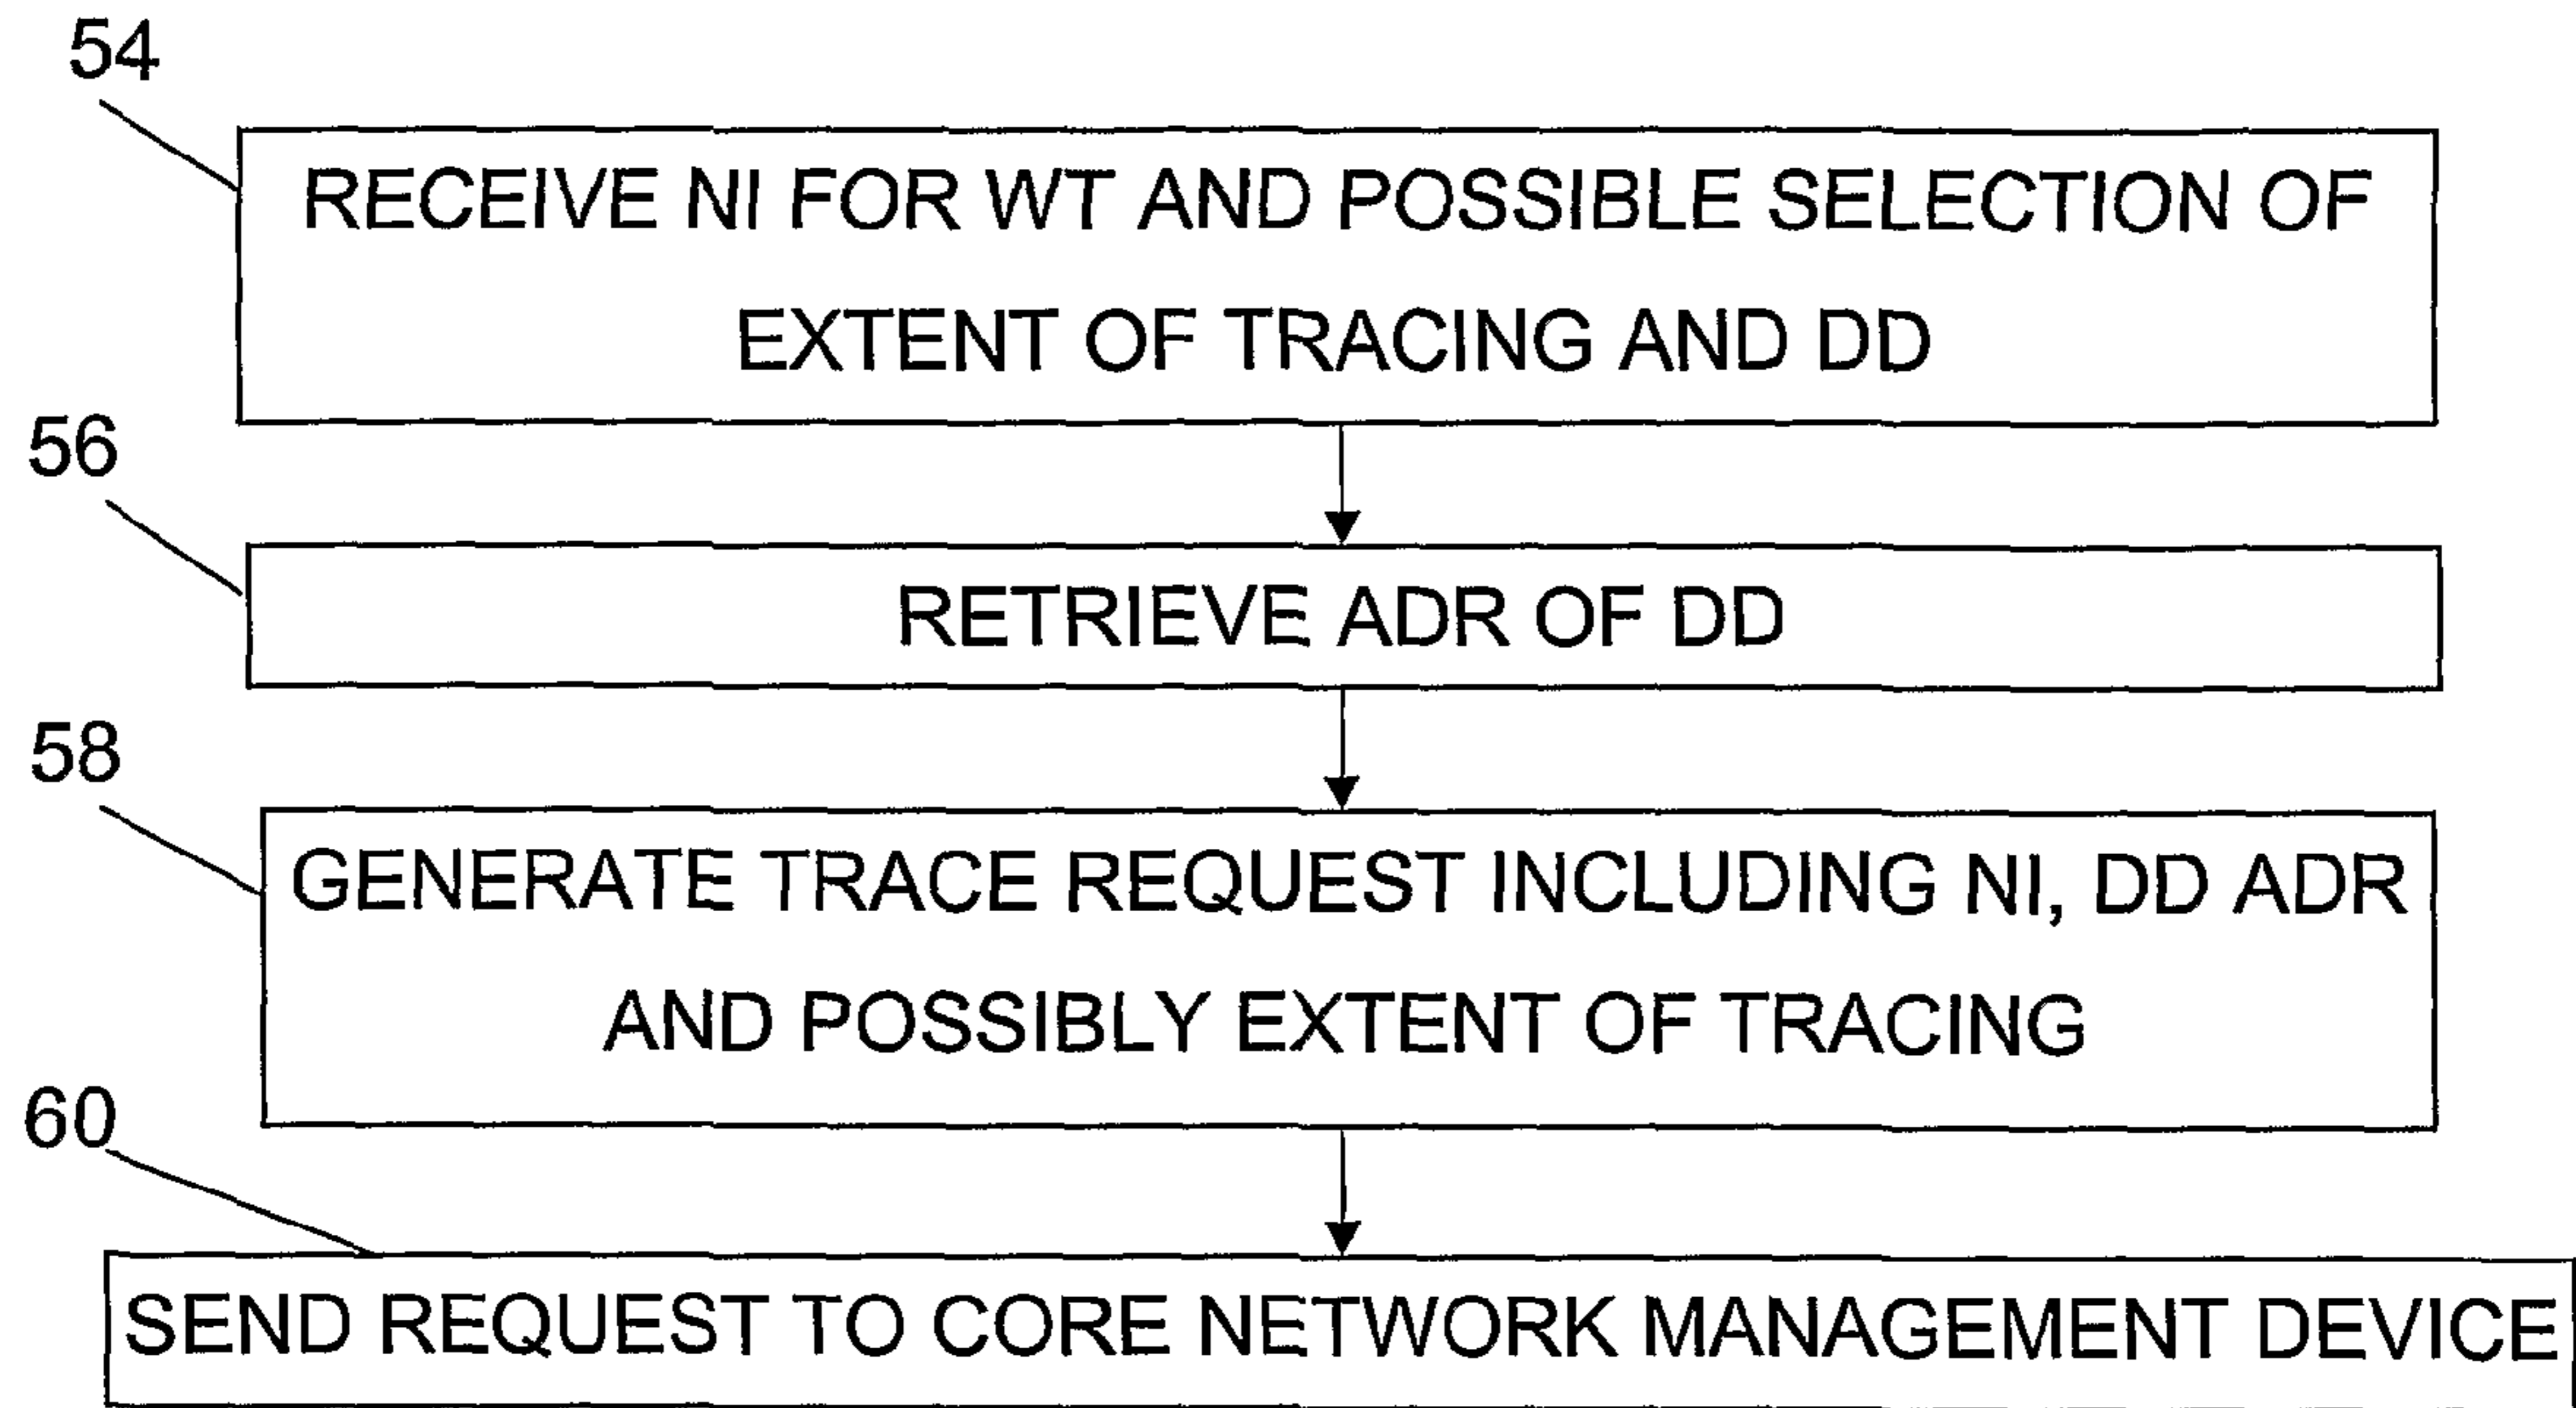 54
RECEIVE NI FOR WT AND POSSIBLE SELECTION OF
EXTENT OF TRACING AND DD
56
RETRIEVE ADR OF DD
58
GENERATE TRACE REQUEST INCLUDING NI, DD ADR
AND POSSIBLY EXTENT OF TRACING
60
SEND REQUEST TO CORE NETWORK MANAGEMENT DEVICE